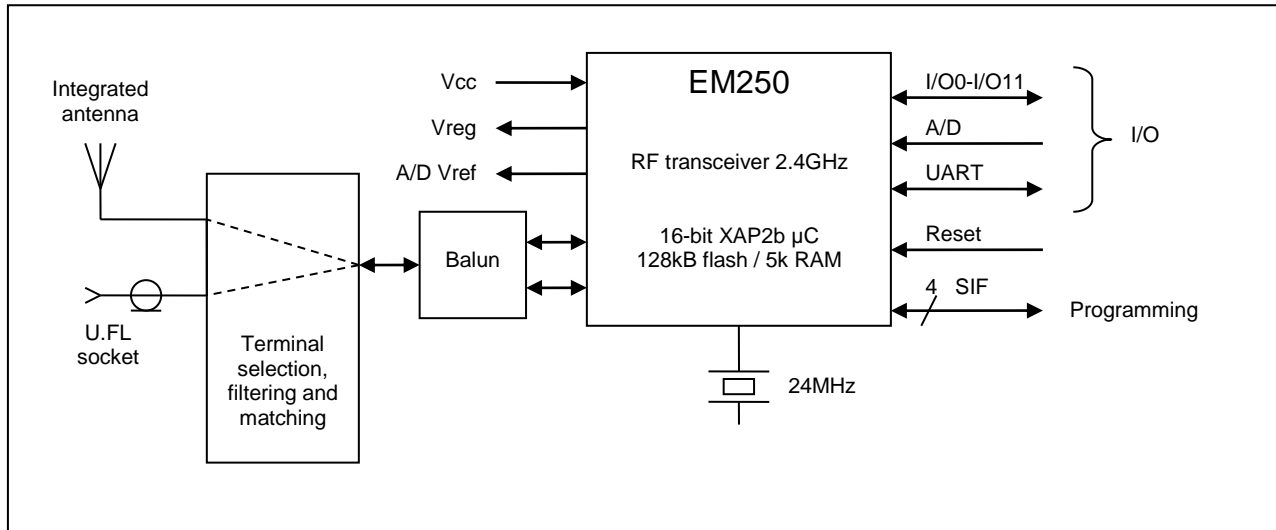 Integrated
antenna
U.FL
socket
Terminal
selection,
filtering and
matching
Balun
Vcc
Vreg
A/D Vref
EM250
RF transceiver 2.4GHz
16-bit XAP2b µC
128kB flash / 5k RAM
24MHz
I/O0-I/O11
A/D
UART
I/O
Reset
4 SIF
Programming